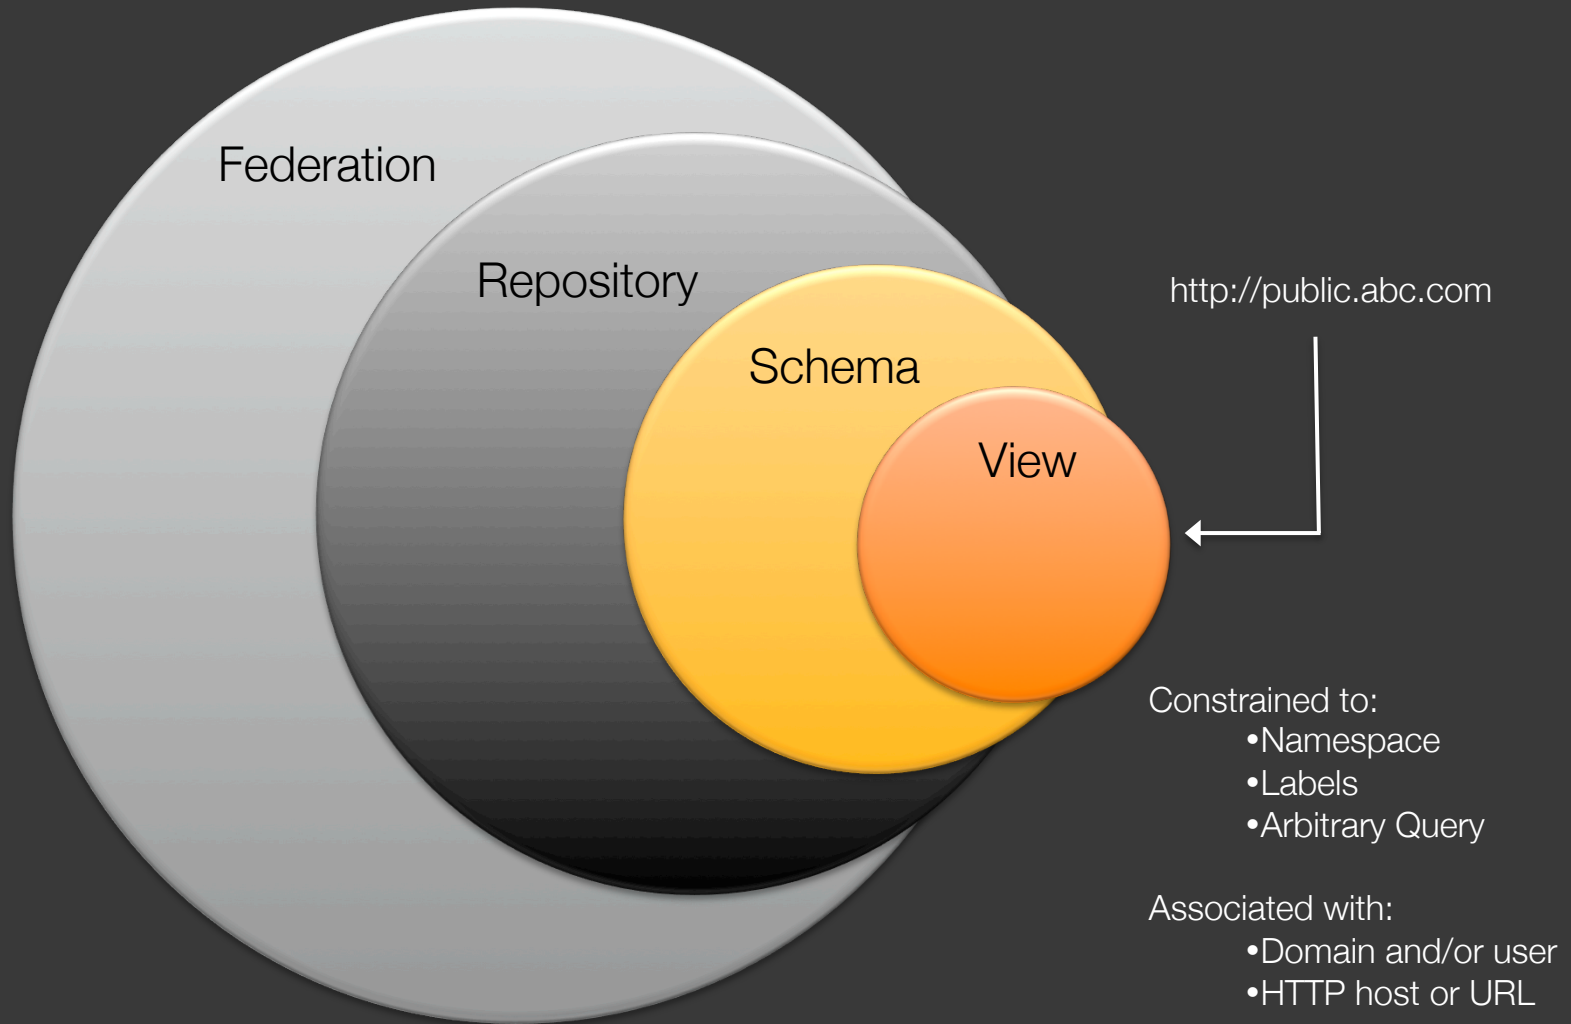 Federation
Repository
Schema
View
http://public.abc.com
Constrained to:
•Namespace
•Labels
•Arbitrary Query
Associated with:
•Domain and/or user
•HTTP host or URL